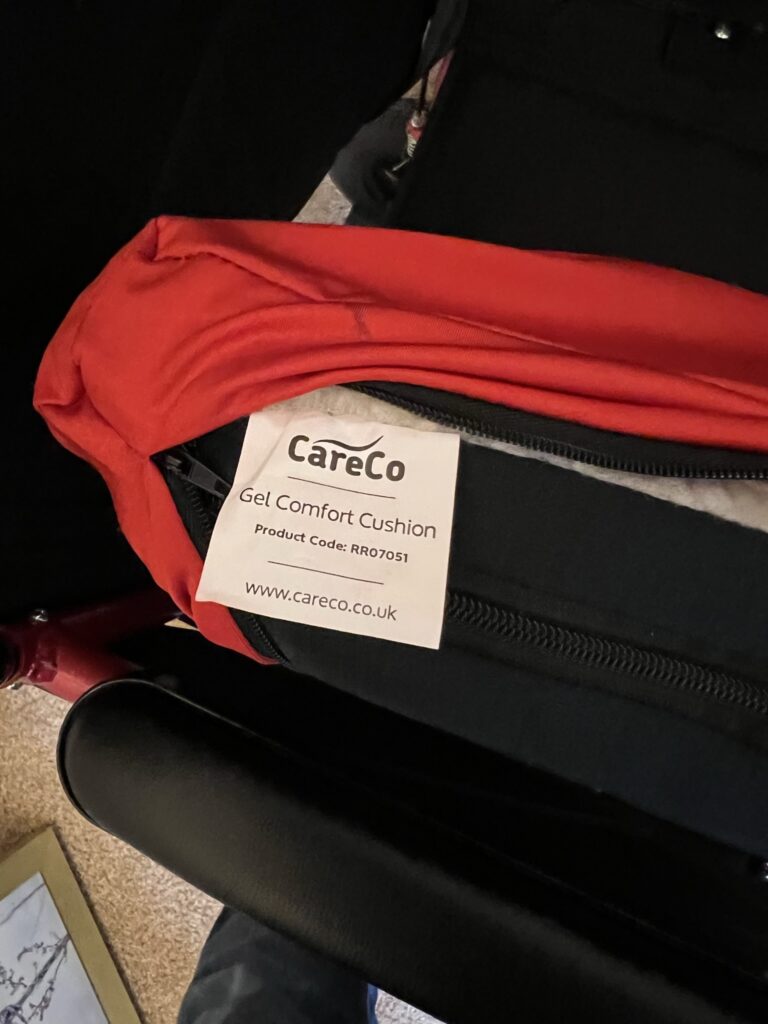 CareCo
Gel Comfort Cushion
Product Code: RR07051
www.careco.co.uk